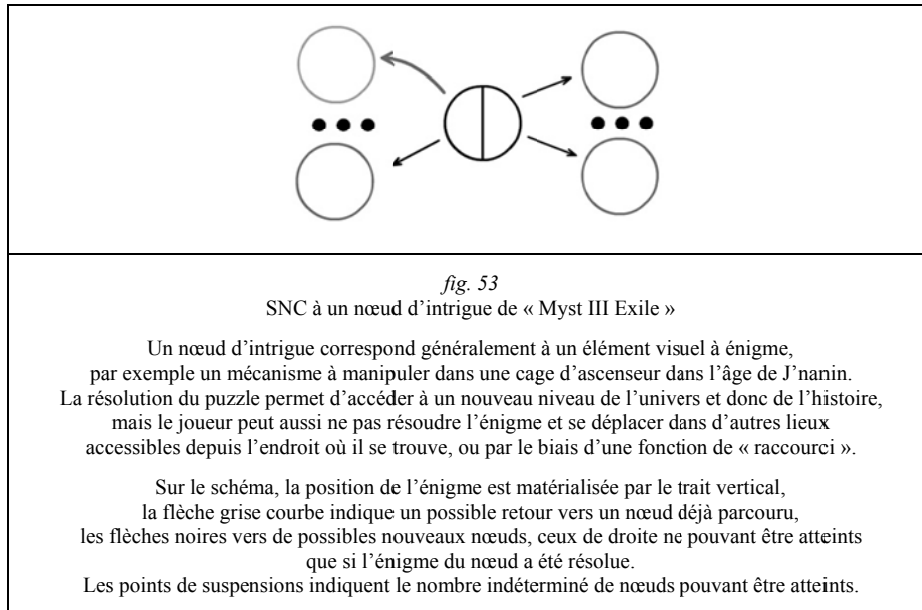 fig. 53
SNC à un nœud d'intrigue de « Myst III Exile »
Un nœud d'intrigue correspond généralement à un élément visuel à énigme,
par exemple un mécanisme à manipuler dans une cage d'ascenseur dans l'âge de J'nanin.
La résolution du puzzle permet d'accéder à un nouveau niveau de l'univers et donc de l'histoire,
mais le joueur peut aussi ne pas résoudre l'énigme et se déplacer dans d'autres lieux
accessibles depuis l'endroit où il se trouve, ou par le biais d'une fonction de « raccourci ».
Sur le schéma, la position de l'énigme est matérialisée par le trait vertical,
la flèche grise courbe indique un possible retour vers un nœud déjà parcouru,
les flèches noires vers de possibles nouveaux nœuds, ceux de droite ne pouvant être atteints
que si l'énigme du nœud a été résolue.
Les points de suspensions indiquent le nombre indéterminé de nœuds pouvant être atteints.